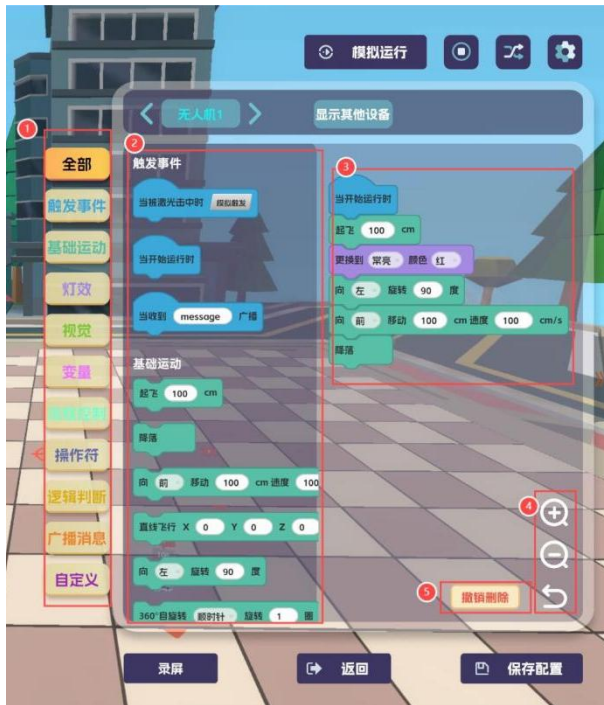 模拟运行
无人机1
显示其他设备
1
全部
触发事件
基础运动
灯效
视觉
变量
操作符
逻辑判断
广播消息
自定义
2
触发事件
当被激光击中时 模拟触发
当开始运行时
当收到 message 广播
基础运动
起飞 100 cm
降落
向 前 移动 100 cm 速度 100
直线飞行 X 0 Y 0 Z 0
向 左 旋转 90 度
360°自旋转 顺时针 旋转 1 圈
3
当开始运行时
起飞 100 cm
更换到 常亮 颜色 红
向 左 旋转 90 度
向 前 移动 100 cm 速度 100 cm/s
降落
4
5
撤销删除
录屏
返回
保存配置